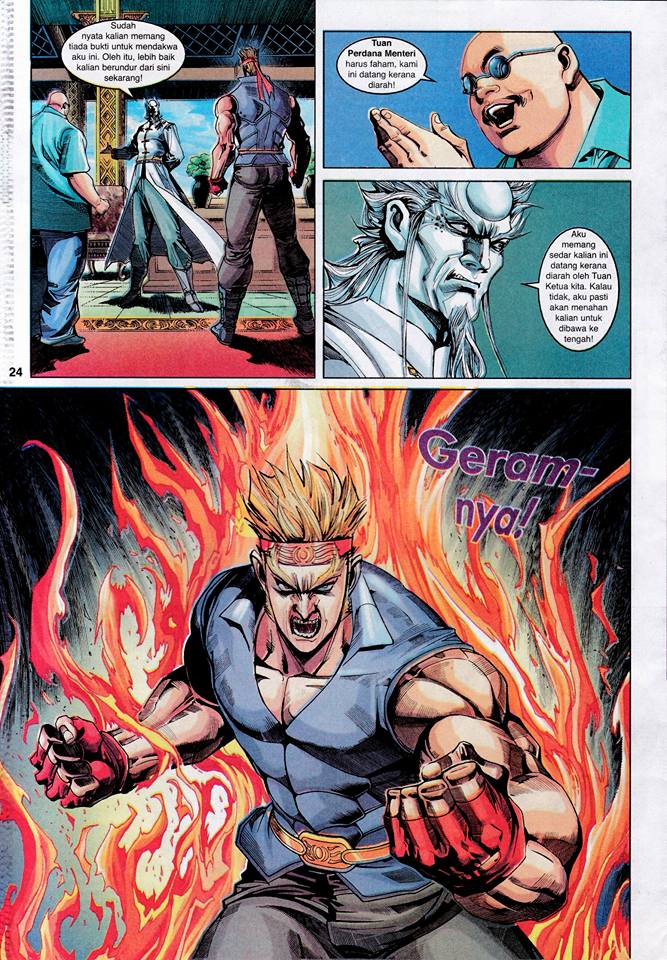 Sudah
nyata kalian memang
tiada bukti untuk mendakwa
aku ini. Oleh itu, lebih baik
kalian berundur dari sini
sekarang!
Tuan
Perdana Menteri
harus faham, kami
ini datang kerana
diarah!
Aku
memang
sedar kalian ini
datang kerana
diarah oleh Tuan
Ketua kita. Kalau
tidak, aku pasti
akan menahan
kalian untuk
dibawa ke
tengah!
24
Geram-
nya!